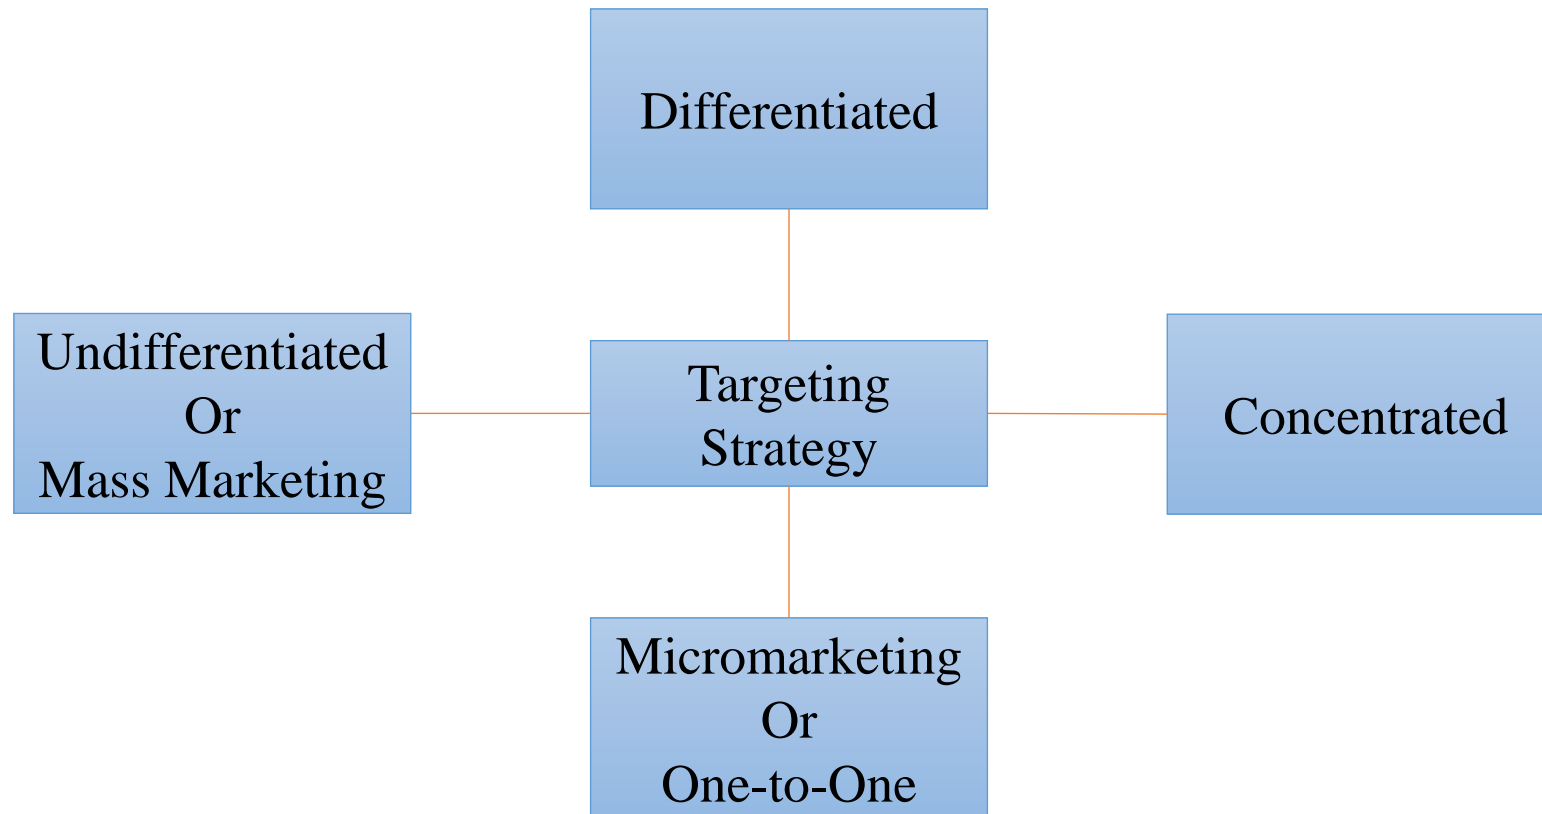 Differentiated
Undifferentiated
Or
Mass Marketing
Targeting
Strategy
Concentrated
Micromarketing
Or
One-to-One